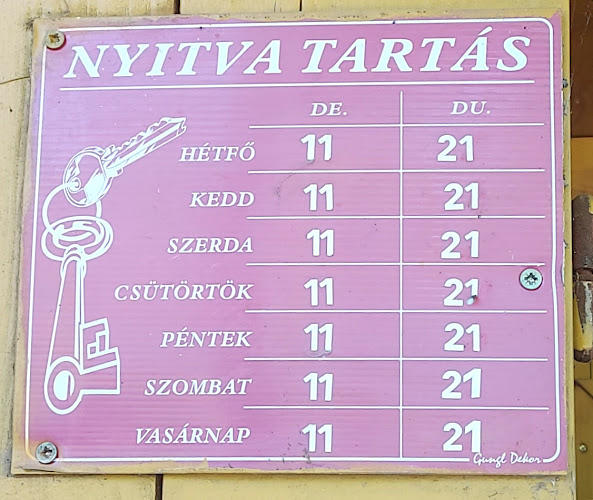 NYITVA TARTÁS
DE. DU.
HÉTFŐ 11 21
KEDD 11 21
SZERDA 11 21
CSÜTÖRTÖK 11 21
PÉNTEK 11 21
SZOMBAT 11 21
VASÁRNAP 11 21
Gungl Dekor